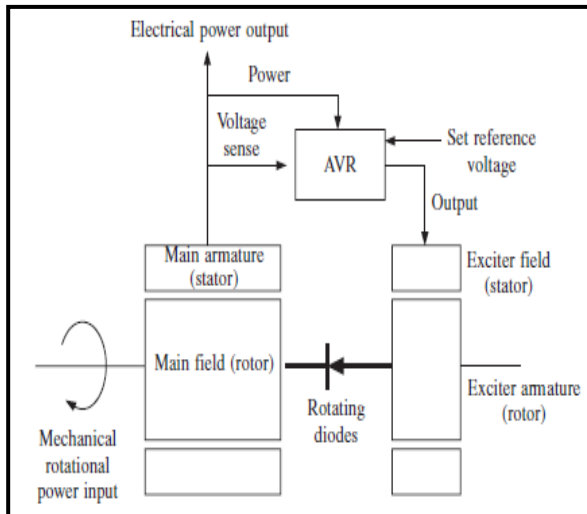 Electrical power output
Power
Voltage
sense
AVR
Set reference
voltage
Output
Main armature
(stator)
Exciter field
(stator)
Main field (rotor)
Rotating
diodes
Exciter armature
(rotor)
Mechanical
rotational
power input